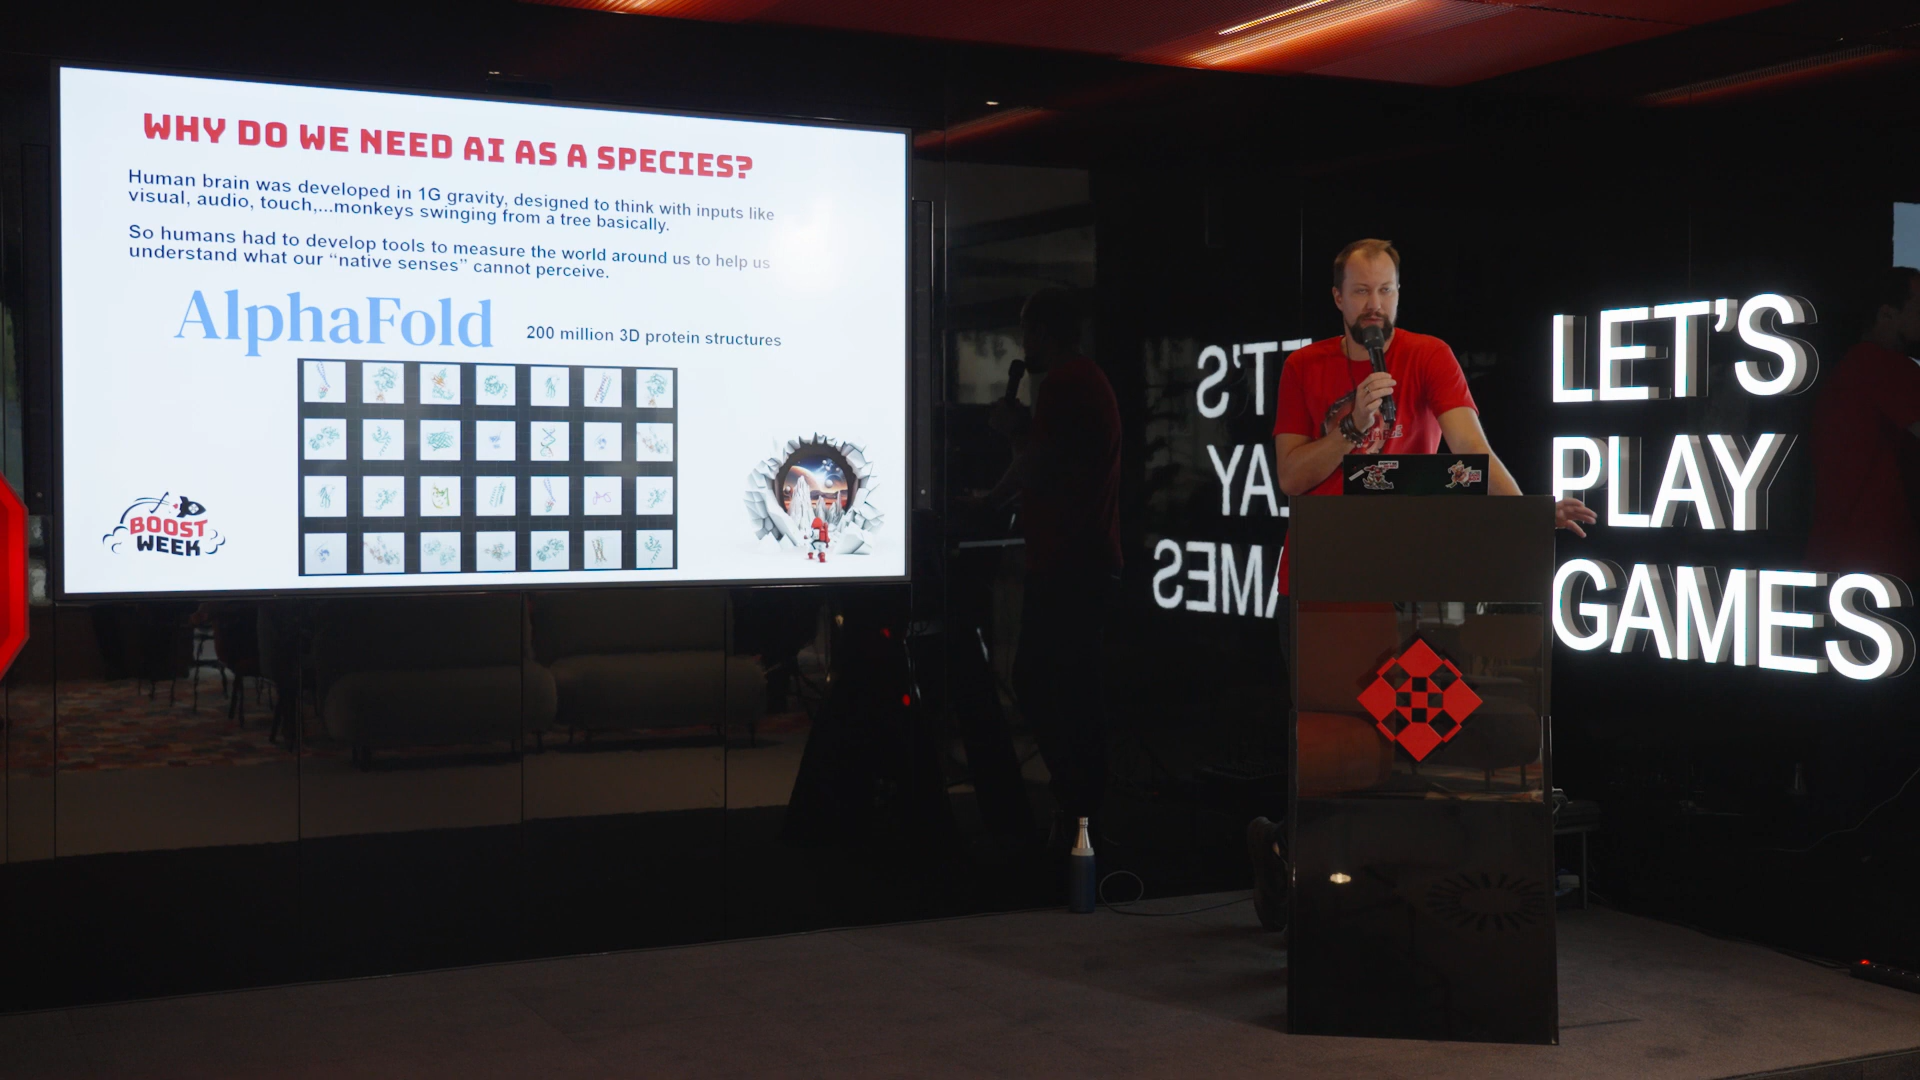 WHY DO WE NEED AI AS A SPECIES?
Human brain was developed in 1G gravity, designed to think with inputs like
visual, audio, touch,...monkeys swinging from a tree basically.
So humans had to develop tools to measure the world around us to help us
understand what our “native senses” cannot perceive.
AlphaFold
200 million 3D protein structures
BOOST
WEEK
LET'S
PLAY
GAMES